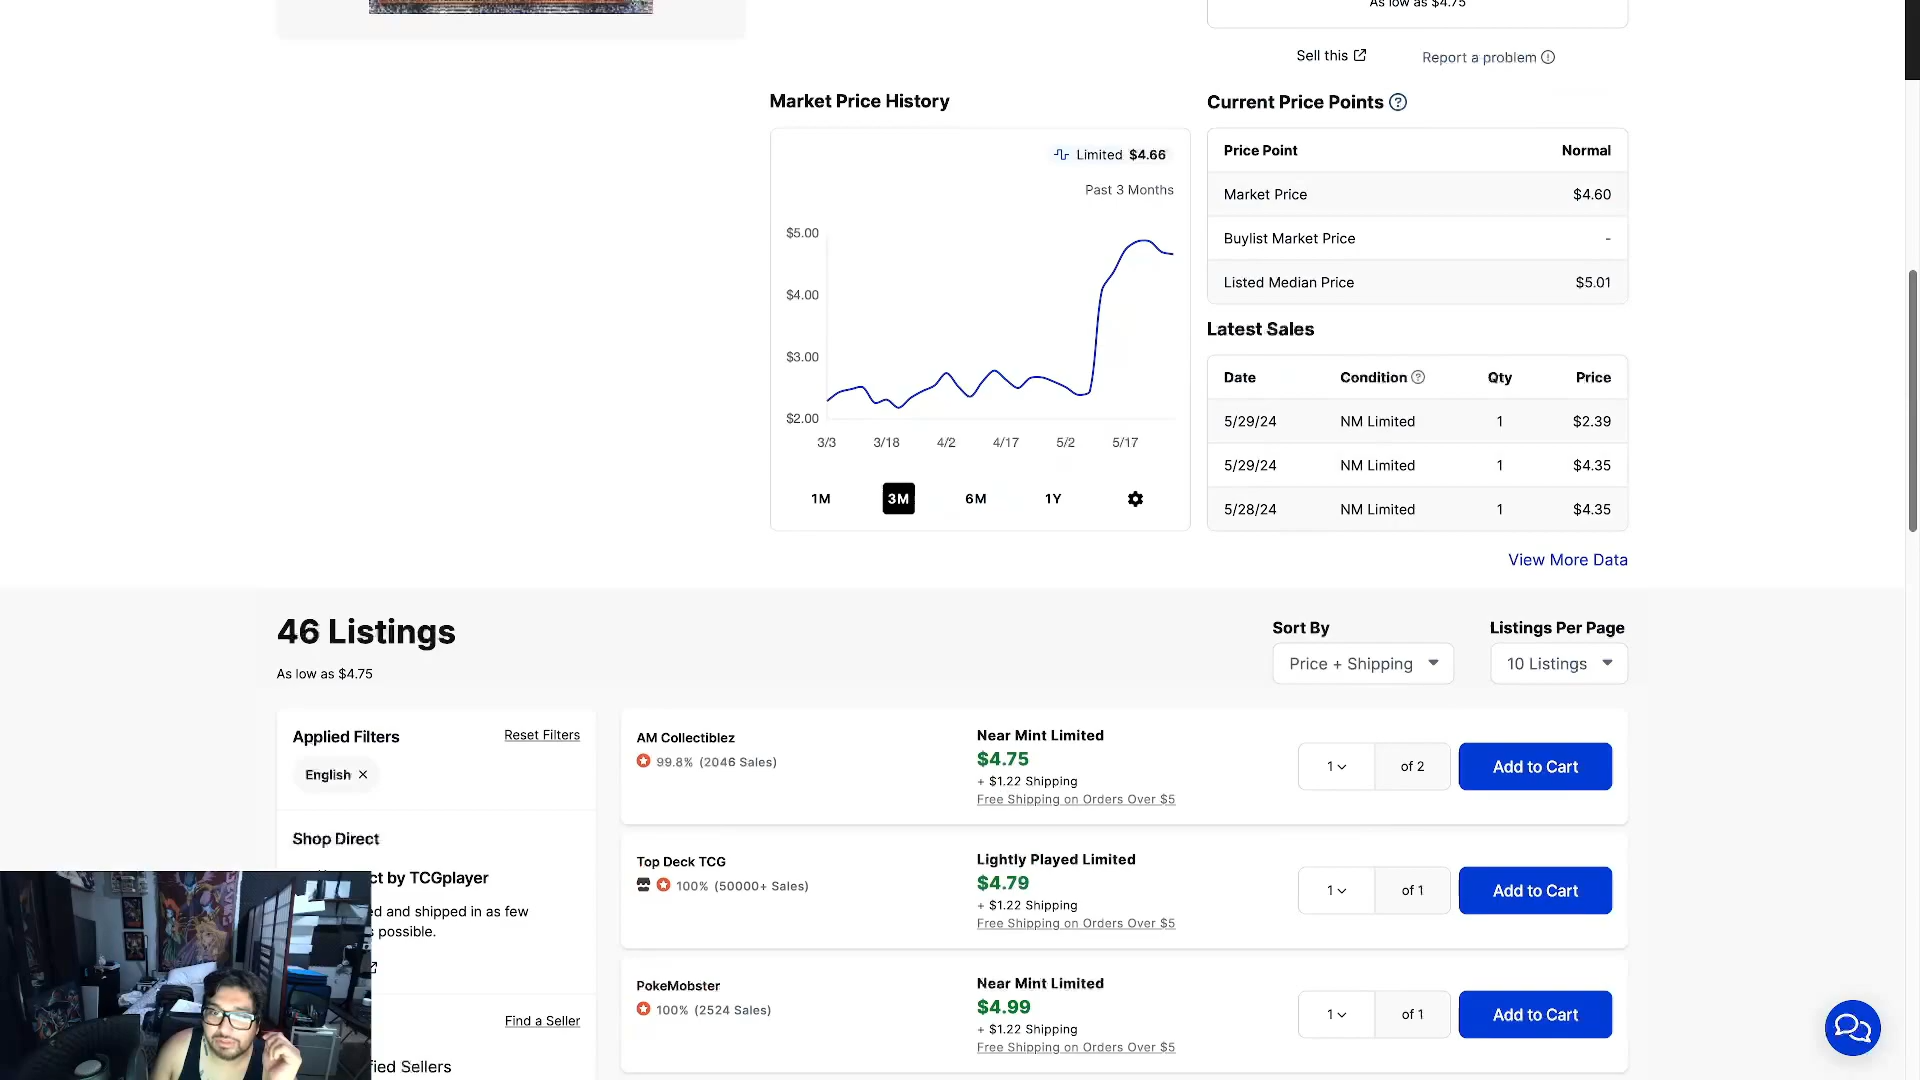 As low as $4.75
Sell this
Report a problem
Market Price History
Current Price Points
Limited $4.66
Past 3 Months
$5.00
$4.00
$3.00
$2.00
3/3 3/18 4/2 4/17 5/2 5/17
1M 3M 6M 1Y
Price Point Normal
Market Price $4.60
Buylist Market Price -
Listed Median Price $5.01
Latest Sales
Date Condition Qty Price
5/29/24 NM Limited 1 $2.39
5/29/24 NM Limited 1 $4.35
5/28/24 NM Limited 1 $4.35
View More Data
46 Listings
As low as $4.75
Sort By
Price + Shipping
Listings Per Page
10 Listings
Applied Filters Reset Filters
English
Shop Direct
ct by TCGplayer
ed and shipped in as few
s possible.
Find a Seller
fied Sellers
AM Collectiblez
99.8% (2046 Sales)
Near Mint Limited
$4.75
+ $1.22 Shipping
Free Shipping on Orders Over $5
1 of 2 Add to Cart
Top Deck TCG
100% (50000+ Sales)
Lightly Played Limited
$4.79
+ $1.22 Shipping
Free Shipping on Orders Over $5
1 of 1 Add to Cart
PokeMobster
100% (2524 Sales)
Near Mint Limited
$4.99
+ $1.22 Shipping
Free Shipping on Orders Over $5
1 of 1 Add to Cart